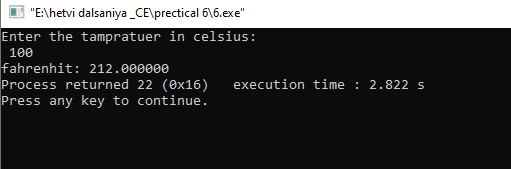 "E:\hetvi dalsaniya _CE\prectical 6\6.exe"
Enter the tampratuer in celsius:
 100
fahrenhit: 212.000000
Process returned 22 (0x16)   execution time : 2.822 s
Press any key to continue.